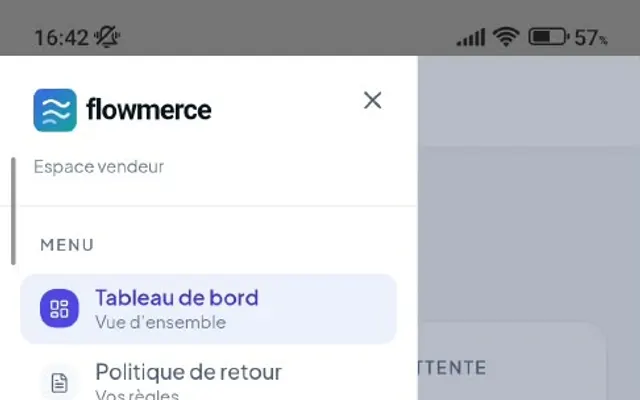 16:42 57%
flowmerce
Espace vendeur
MENU
Tableau de bord
Vue d'ensemble
Politique de retour
Vos règles
TTENTE